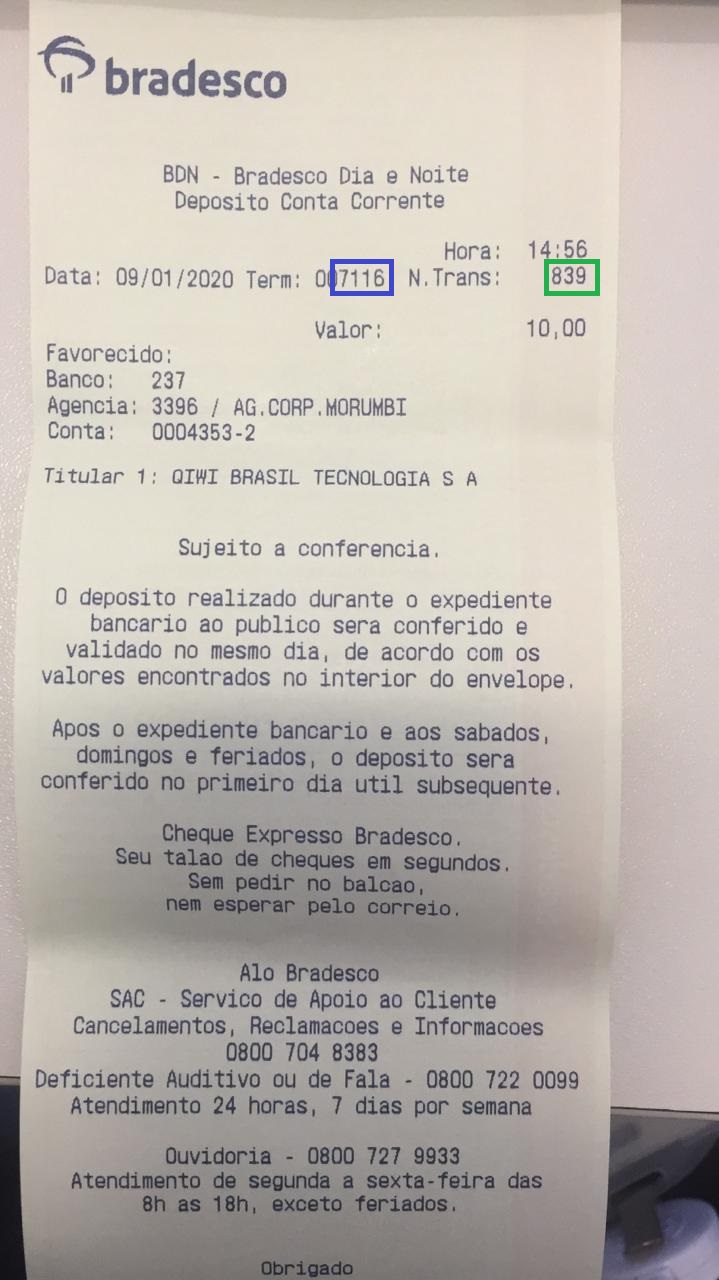 bradesco
BDN - Bradesco Dia e Noite
Deposito Conta Corrente
Hora: 14:56
Data: 09/01/2020 Term: 007116 N.Trans: 839
Valor: 10,00
Favorecido:
Banco: 237
Agencia: 3396 / AG.CORP.MORUMBI
Conta: 0004353-2
Titular 1: QIWI BRASIL TECNOLOGIA S A
Sujeito a conferencia.
O deposito realizado durante o expediente
bancario ao publico sera conferido e
validado no mesmo dia, de acordo com os
valores encontrados no interior do envelope.
Apos o expediente bancario e aos sabados,
domingos e feriados, o deposito sera
conferido no primeiro dia util subsequente.
Cheque Expresso Bradesco.
Seu talao de cheques em segundos.
Sem pedir no balcao,
nem esperar pelo correio.
Alo Bradesco
SAC - Servico de Apoio ao Cliente
Cancelamentos, Reclamacoes e Informacoes
0800 704 8383
Deficiente Auditivo ou de Fala - 0800 722 0099
Atendimento 24 horas, 7 dias por semana
Ouvidoria - 0800 727 9933
Atendimento de segunda a sexta-feira das
8h as 18h, exceto feriados.
Obrigado